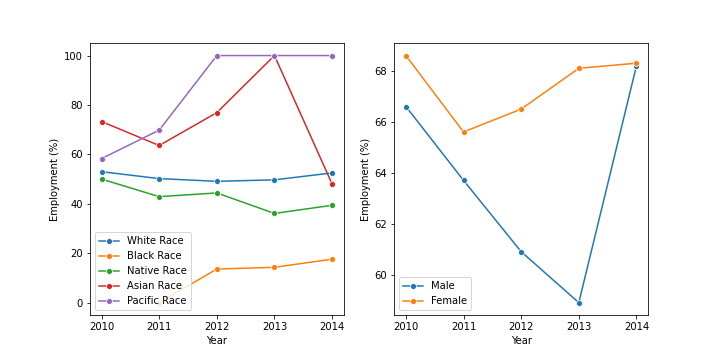 100
80
60
40
20
0
Employment (%)
White Race
Black Race
Native Race
Asian Race
Pacific Race
2010 2011 2012 2013 2014
Year
68
66
64
62
60
Employment (%)
Male
Female
2010 2011 2012 2013 2014
Year